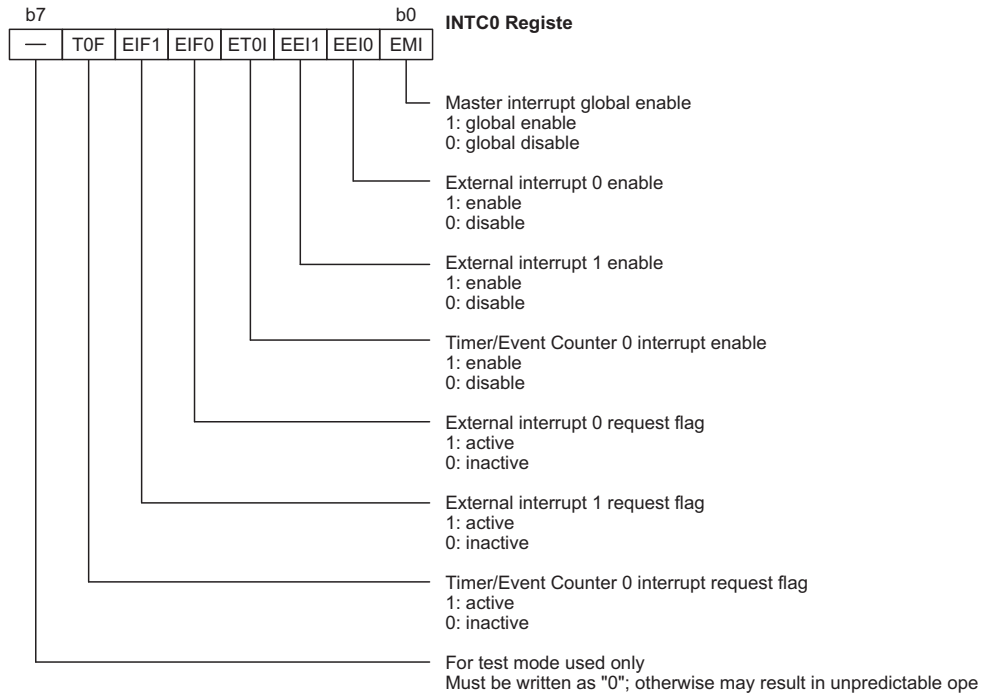 b7 b0
INTC0 Registe
— T0F EIF1 EIF0 ET0I EEI1 EEI0 EMI
Master interrupt global enable
1: global enable
0: global disable
External interrupt 0 enable
1: enable
0: disable
External interrupt 1 enable
1: enable
0: disable
Timer/Event Counter 0 interrupt enable
1: enable
0: disable
External interrupt 0 request flag
1: active
0: inactive
External interrupt 1 request flag
1: active
0: inactive
Timer/Event Counter 0 interrupt request flag
1: active
0: inactive
For test mode used only
Must be written as "0"; otherwise may result in unpredictable ope